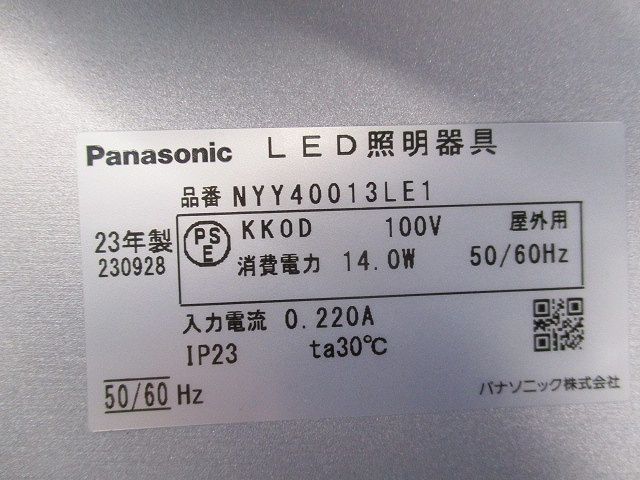 Panasonic LED照明器具
品番 NYY40013LE1
23年製
230928
PS E KKOD 100V 屋外用
消費電力 14.0W 50/60Hz
入力電流 0.220A
IP23 ta30℃
50/60 Hz
パナソニック株式会社